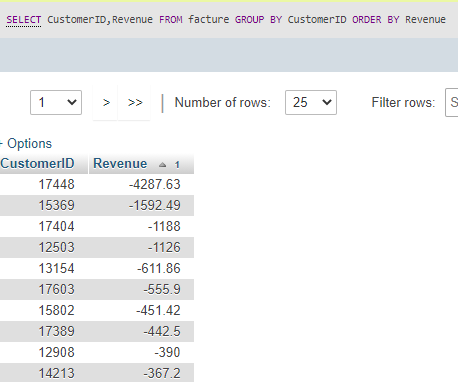 SELECT CustomerID,Revenue FROM facture GROUP BY CustomerID ORDER BY Revenue
1 > >> | Number of rows: 25 Filter rows: S
+ Options
CustomerID Revenue 1
17448 -4287.63
15369 -1592.49
17404 -1188
12503 -1126
13154 -611.86
17603 -555.9
15802 -451.42
17389 -442.5
12908 -390
14213 -367.2